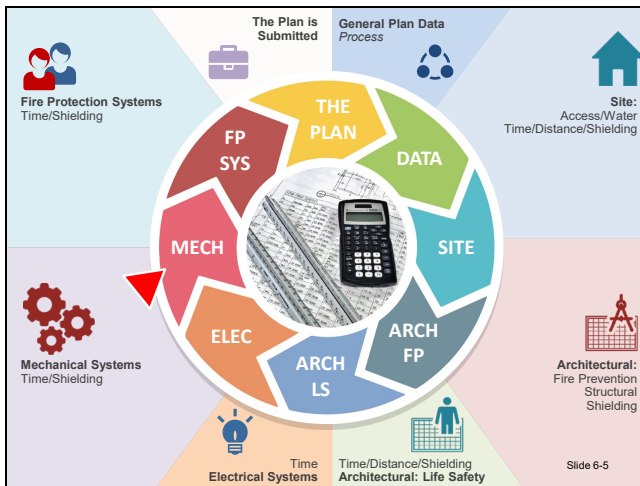 The Plan is
Submitted
General Plan Data
Process
Fire Protection Systems
Time/Shielding
Site:
Access/Water
Time/Distance/Shielding
THE
PLAN
DATA
SITE
ARCH
FP
ARCH
LS
ELEC
MECH
FP
SYS
Mechanical Systems
Time/Shielding
Architectural:
Fire Prevention
Structural
Shielding
Time
Electrical Systems
Time/Distance/Shielding
Architectural: Life Safety
Slide 6-5